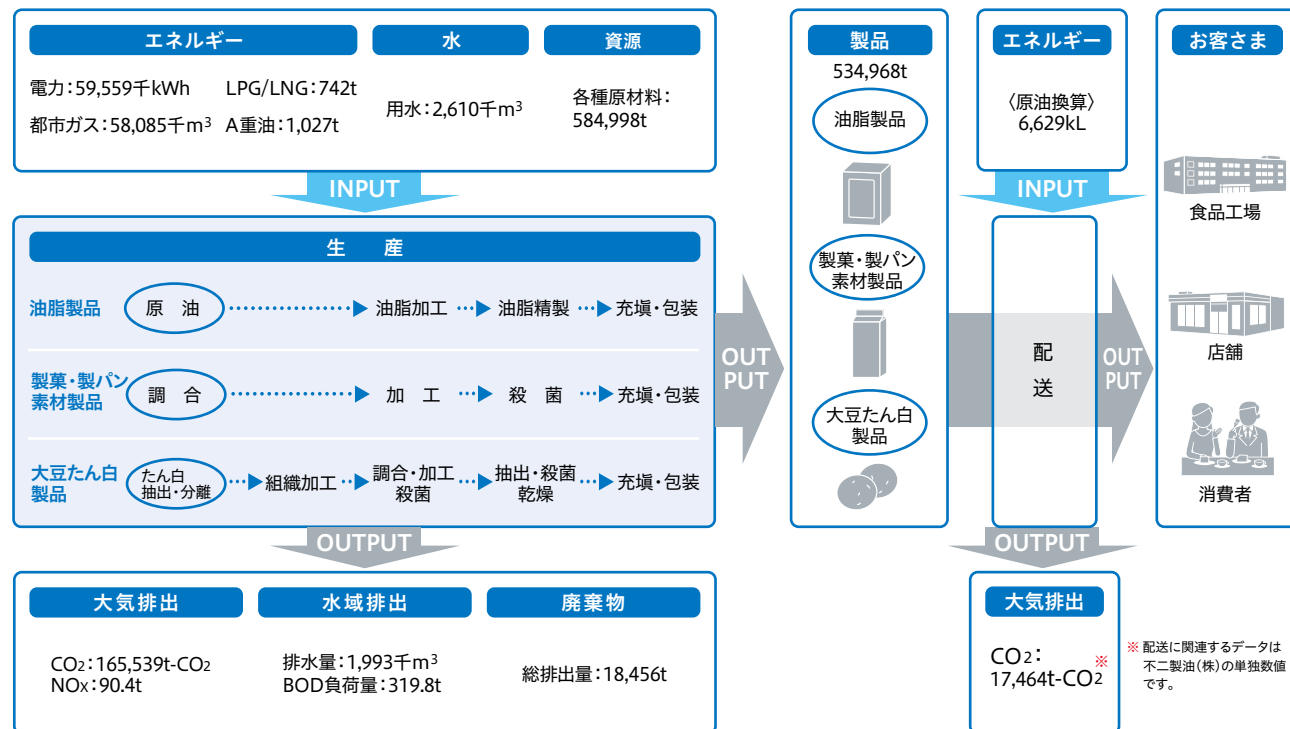 エネルギー
電力：59,559千kWh
LPG/LNG：742t
都市ガス：58,085千m³
A重油：1,027t
水
用水：2,610千m³
資源
各種原材料：
584,998t
INPUT
生 産
油脂製品
原 油
油脂加工
油脂精製
充塡・包装
製菓・製パン
素材製品
調 合
加 工
殺 菌
充塡・包装
大豆たん白
製品
たん白
抽出・分離
組織加工
調合・加工
殺菌
抽出・殺菌
乾燥
充塡・包装
OUTPUT
大気排出
CO₂：165,539t-CO₂
NOx：90.4t
水域排出
排水量：1,993千m³
BOD負荷量：319.8t
廃棄物
総排出量：18,456t
OUT
PUT
製品
534,968t
油脂製品
製菓・製パン
素材製品
大豆たん白
製品
エネルギー
〈原油換算〉
6,629kL
INPUT
配
送
OUTPUT
大気排出
CO₂：
17,464t-CO₂※
※ 配送に関連するデータは
不二製油（株）の単独数値
です。
OUT
PUT
お客さま
食品工場
店舗
消費者